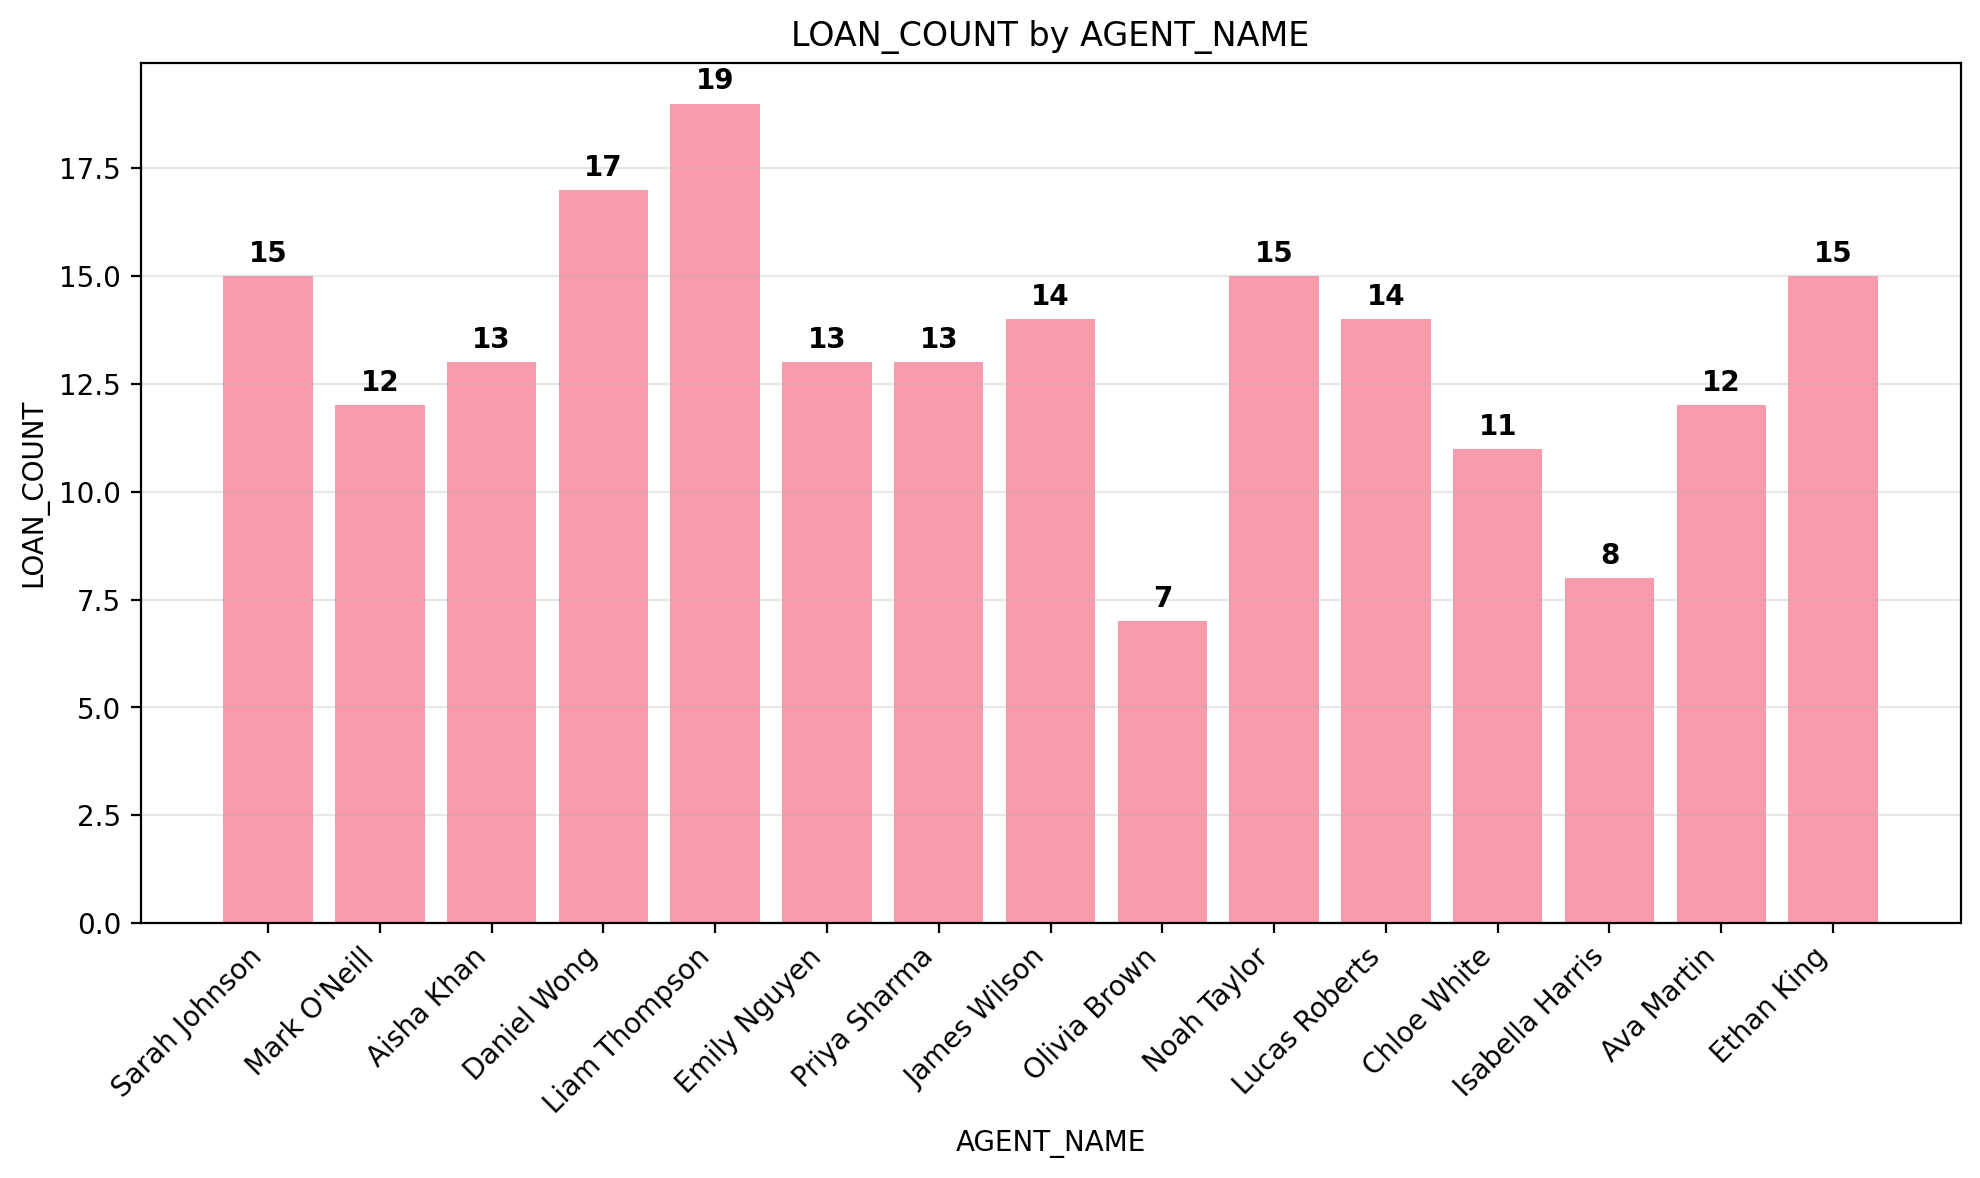 LOAN_COUNT by AGENT_NAME
19
17
17.5
15
15
15
15.0
14
14
13
13
13
12
12
12.5
11
LOAN_COUNT
10.0
8
7
7.5
5.0
2.5
0.0
Sarah Johnson
Mark O'Neill
Aisha Khan
Daniel Wong
Liam Thompson
Emily Nguyen
Priya Sharma
James Wilson
Olivia Brown
Noah Taylor
Lucas Roberts
Chloe White
Isabella Harris
Ava Martin
Ethan King
AGENT_NAME